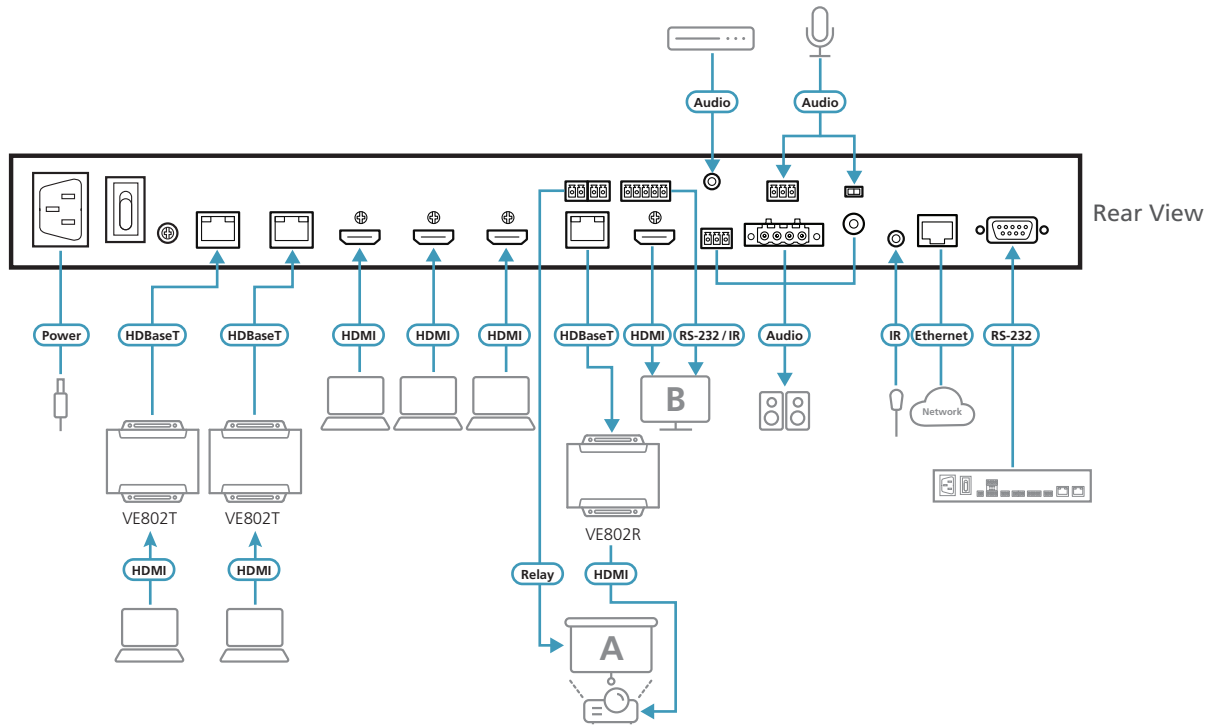 Audio
Audio
Rear View
Power
HDBaseT
HDBaseT
HDMI
HDMI
HDMI
HDBaseT
HDMI
RS-232 / IR
Audio
IR
Ethernet
RS-232
B
Network
VE802T
VE802T
VE802R
HDMI
HDMI
Relay
HDMI
A